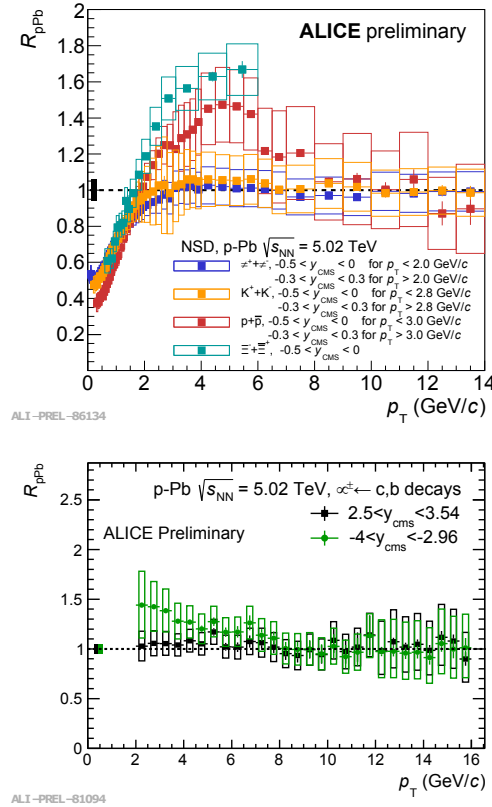 R_pPb
2
1.8
1.6
1.4
1.2
1
0.8
0.6
0.4
0.2
ALICE preliminary
NSD, p-Pb √s_NN = 5.02 TeV
-0.5 < y_CMS < 0 for p_T < 2.0 GeV/c
-0.3 < y_CMS < 0.3 for p_T > 2.0 GeV/c
K⁺+K⁻, -0.5 < y_CMS < 0 for p_T < 2.8 GeV/c
-0.3 < y_CMS < 0.3 for p_T > 2.8 GeV/c
p+p̄, -0.5 < y_CMS < 0 for p_T < 3.0 GeV/c
-0.3 < y_CMS < 0.3 for p_T > 3.0 GeV/c
Ξ⁻+Ξ̄⁺, -0.5 < y_CMS < 0
0 2 4 6 8 10 12 14
p_T (GeV/c)
ALI-PREL-86134
R_pPb
2.5
2
1.5
1
0.5
0
p-Pb √s_NN = 5.02 TeV, ∝± ← c,b decays
ALICE Preliminary
2.5<y_cms<3.54
-4<y_cms<-2.96
0 2 4 6 8 10 12 14 16
p_T (GeV/c)
ALI-PREL-81094